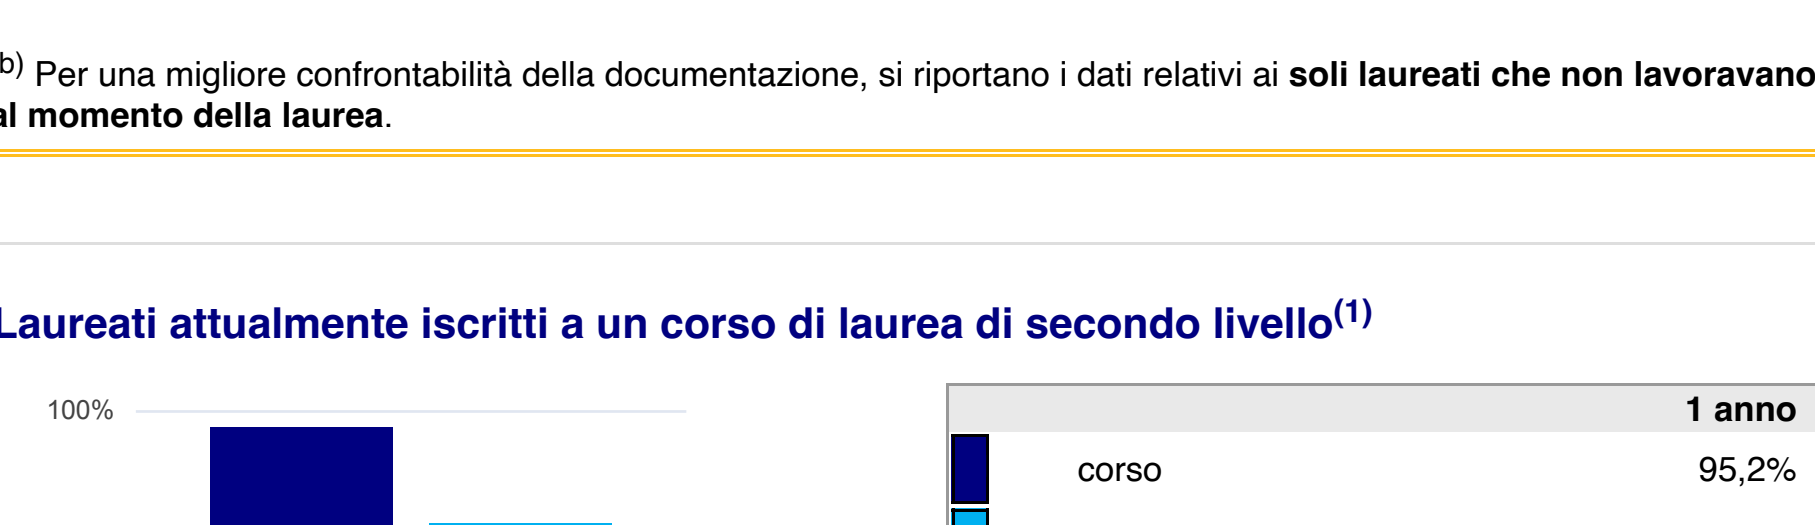 b) Per una migliore confrontabilità della documentazione, si riportano i dati relativi ai soli laureati che non lavoravano
al momento della laurea.
Laureati attualmente iscritti a un corso di laurea di secondo livello(1)
100%
1 anno
corso 95,2%